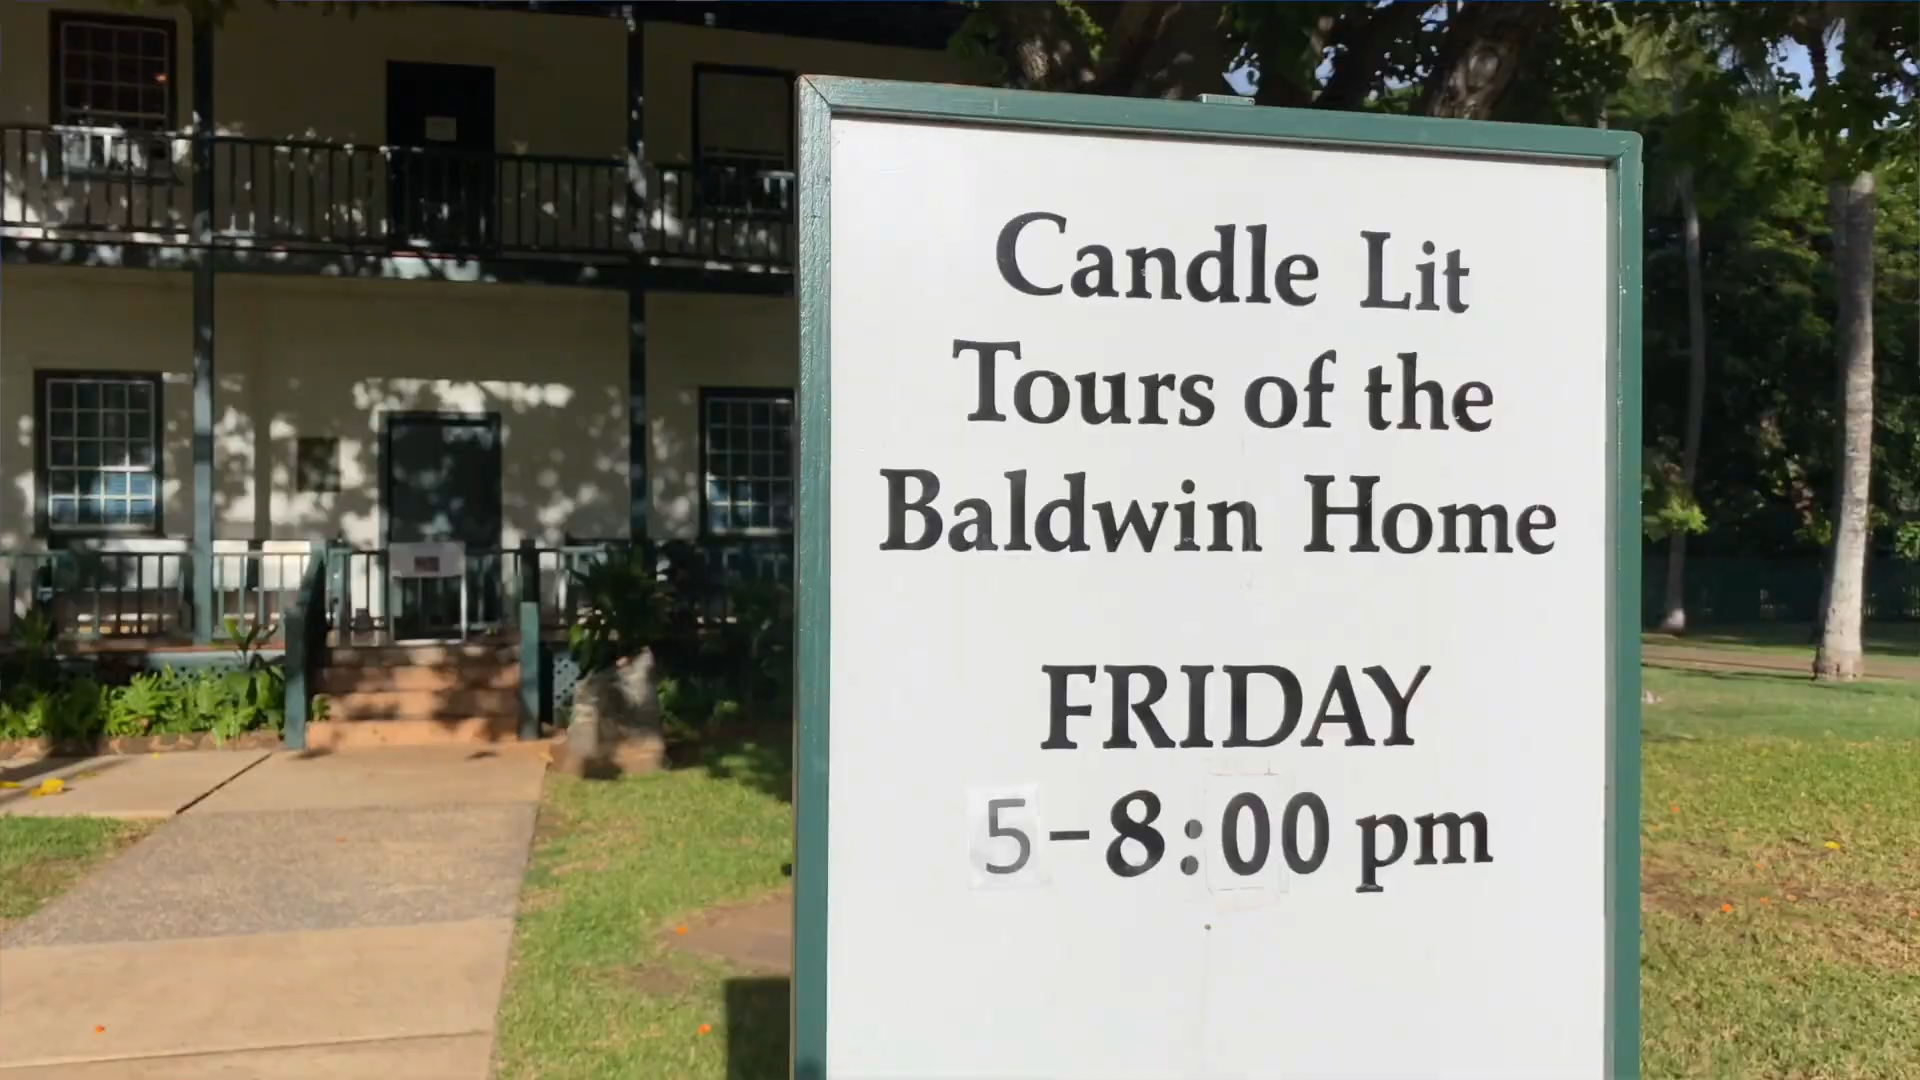 Candle Lit
Tours of the
Baldwin Home
FRIDAY
5-8:00 pm